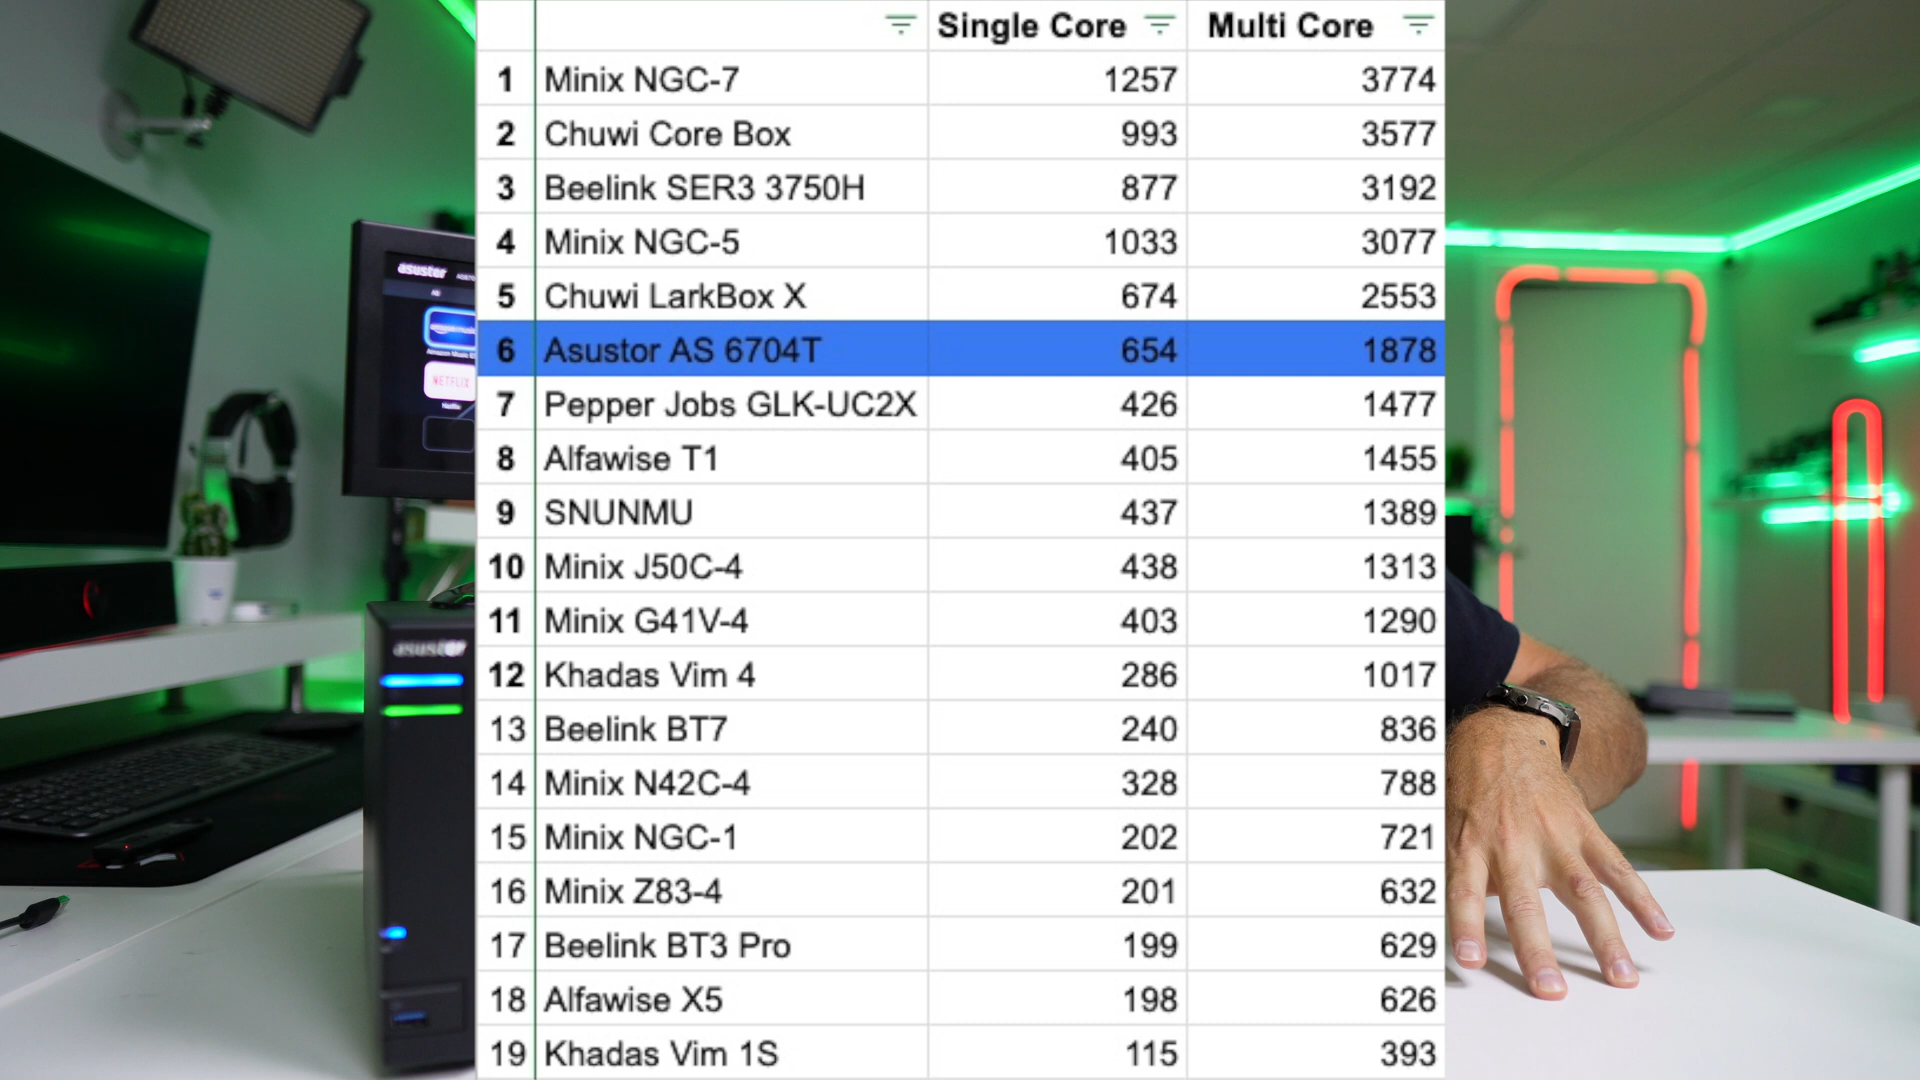 Single Core Multi Core
1 Minix NGC-7 1257 3774
2 Chuwi Core Box 993 3577
3 Beelink SER3 3750H 877 3192
4 Minix NGC-5 1033 3077
5 Chuwi LarkBox X 674 2553
6 Asustor AS 6704T 654 1878
7 Pepper Jobs GLK-UC2X 426 1477
8 Alfawise T1 405 1455
9 SNUNMU 437 1389
10 Minix J50C-4 438 1313
11 Minix G41V-4 403 1290
12 Khadas Vim 4 286 1017
13 Beelink BT7 240 836
14 Minix N42C-4 328 788
15 Minix NGC-1 202 721
16 Minix Z83-4 201 632
17 Beelink BT3 Pro 199 629
18 Alfawise X5 198 626
19 Khadas Vim 1S 115 393
asustor
NETFLIX
Netflix
asustor